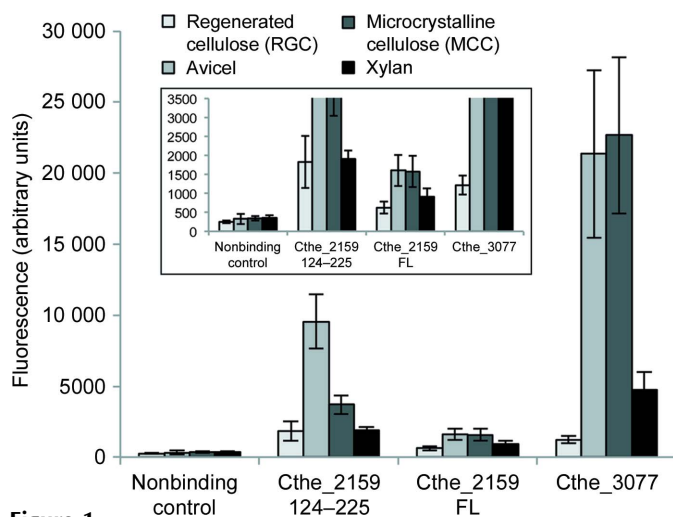 Regenerated
cellulose (RGC)
Microcrystalline
cellulose (MCC)
Avicel
Xylan
30 000
25 000
20 000
15 000
10 000
5000
0
Fluorescence (arbitrary units)
3500
3000
2500
2000
1500
1000
500
0
Nonbinding
control
Cthe_2159
124–225
Cthe_2159
FL
Cthe_3077
Nonbinding
control
Cthe_2159
124–225
Cthe_2159
FL
Cthe_3077
Figure 1